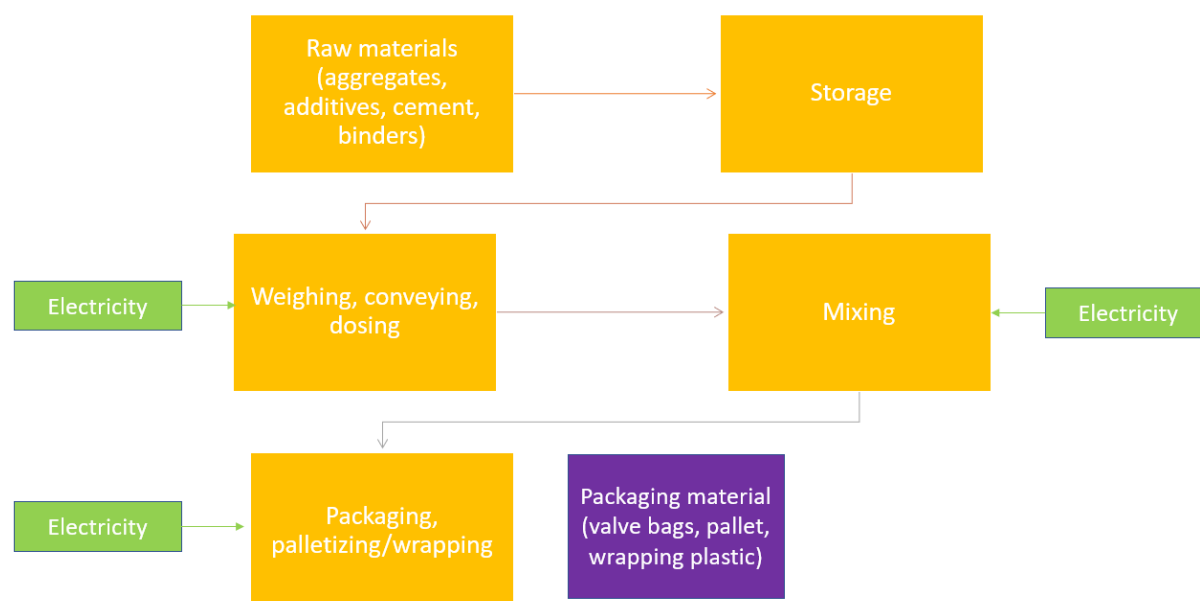 Raw materials
(aggregates,
additives, cement,
binders)
Storage
Electricity
Weighing, conveying,
dosing
Mixing
Electricity
Electricity
Packaging,
palletizing/wrapping
Packaging material
(valve bags, pallet,
wrapping plastic)